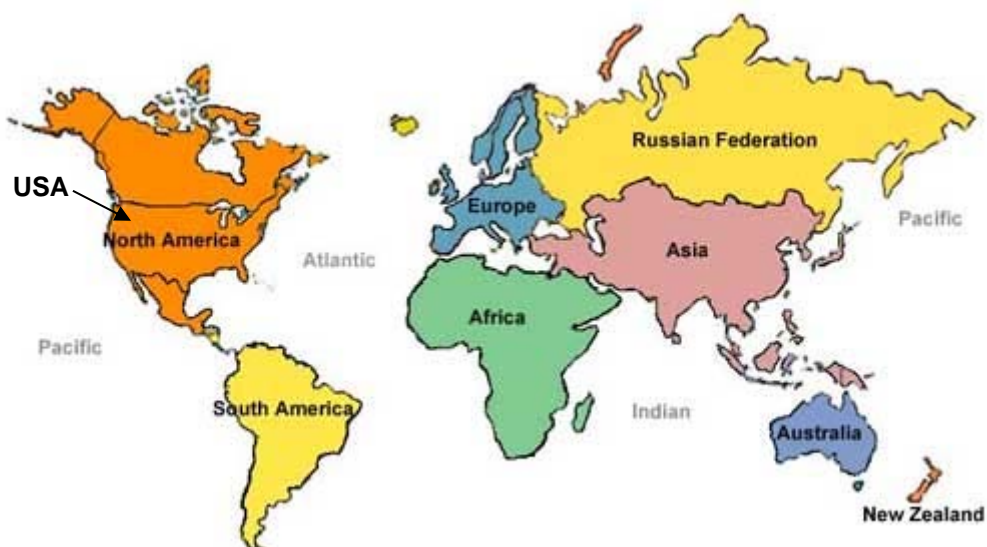 Russian Federation
USA
Europe
Pacific
North America
Asia
Atlantic
Africa
Pacific
South America
Indian
Australia
New Zealand